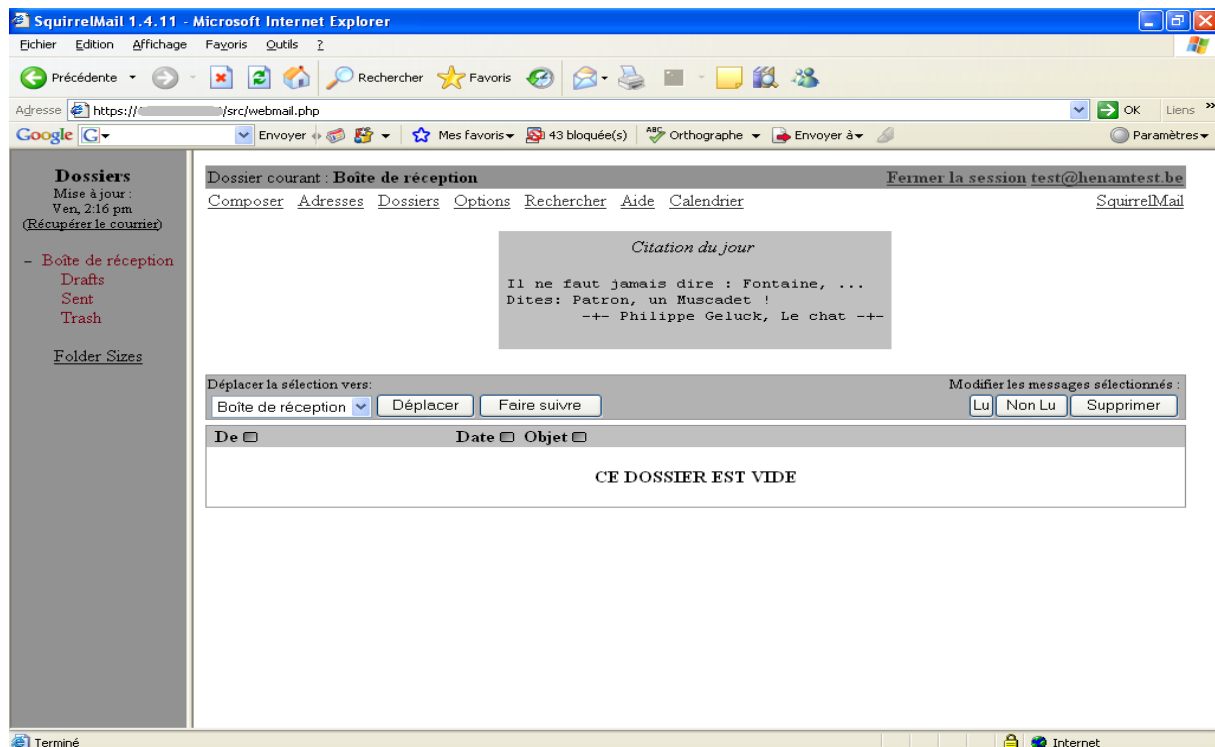 SquirrelMail 1.4.11 - Microsoft Internet Explorer
Fichier Edition Affichage Favoris Outils ?
Précédente Rechercher Favoris
Adresse https:// /src/webmail.php OK Liens »
Google G Envoyer Mes favoris 43 bloquée(s) ABC Orthographe Envoyer à Paramètres
Dossiers
Mise à jour :
Ven, 2:16 pm
(Récupérer le courrier)
– Boîte de réception
Drafts
Sent
Trash
Folder Sizes
Dossier courant : Boîte de réception Fermer la session test@henamtest.be
Composer Adresses Dossiers Options Rechercher Aide Calendrier SquirrelMail
Citation du jour
Il ne faut jamais dire : Fontaine, ...
Dites: Patron, un Muscadet !
-+- Philippe Geluck, Le chat -+-
Déplacer la sélection vers: Modifier les messages sélectionnés :
Boîte de réception Déplacer Faire suivre Lu Non Lu Supprimer
De Date Objet
CE DOSSIER EST VIDE
Terminé Internet